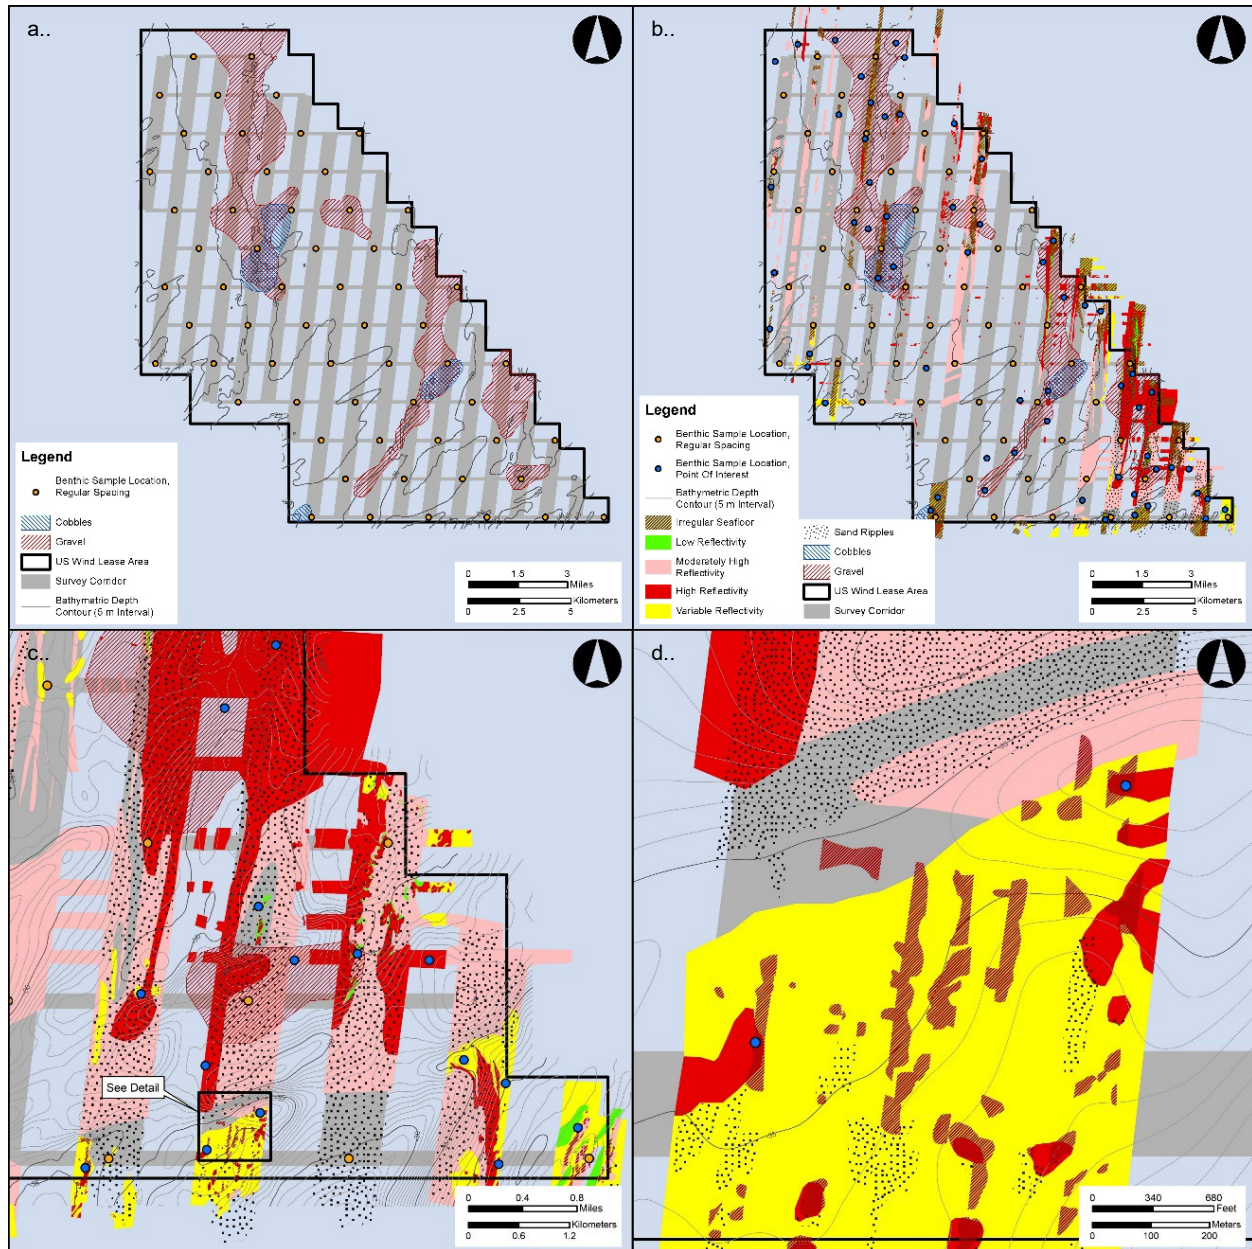 a..
Legend
Benthic Sample Location,
Regular Spacing
Cobbles
Gravel
US Wind Lease Area
Survey Corridor
Bathymetric Depth
Contour (5 m Interval)
0 1.5 3
Miles
0 2.5 5
Kilometers
b..
Legend
Benthic Sample Location,
Regular Spacing
Benthic Sample Location,
Point Of Interest
Bathymetric Depth
Contour (5 m Interval)
Irregular Seafloor
Low Reflectivity
Moderately High
Reflectivity
High Reflectivity
Variable Reflectivity
Sand Ripples
Cobbles
Gravel
US Wind Lease Area
Survey Corridor
0 1.5 3
Miles
0 2.5 5
Kilometers
c..
See Detail
0 0.4 0.8
Miles
0 0.6 1.2
Kilometers
d..
0 340 680
Feet
0 100 200
Meters